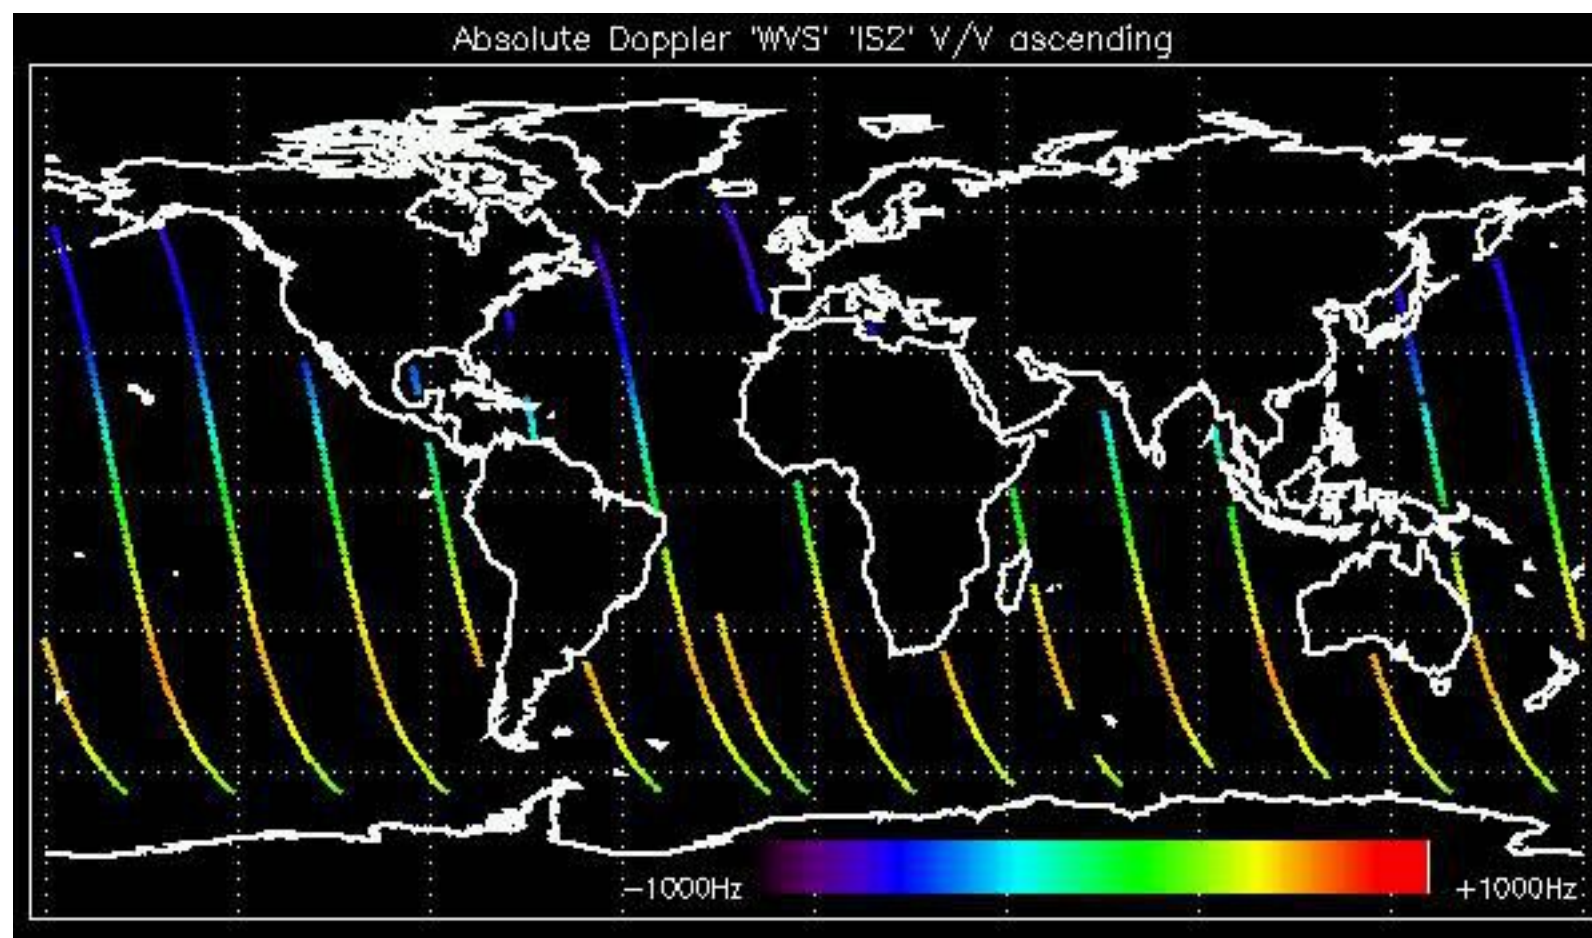 Absolute Doppler 'WVS' 'IS2' V/V ascending
-1000Hz
+1000Hz